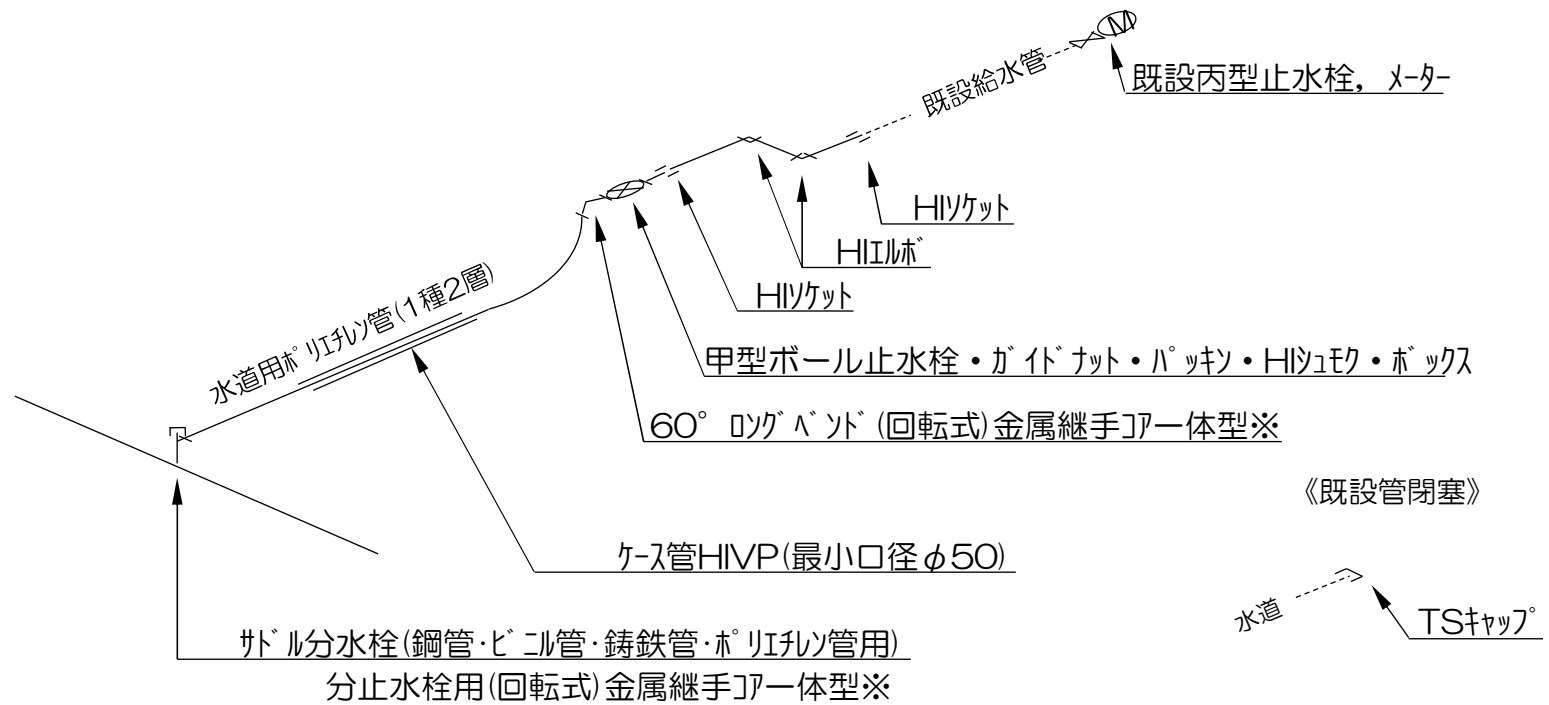 M
既設給水管
既設丙型止水栓，ﾒｰﾀｰ
HIｿｹｯﾄ
HIｴﾙﾎﾞ
HIｿｹｯﾄ
水道用ﾎﾟﾘｴﾁﾚﾝ管(1種2層)
甲型ボール止水栓・ｶﾞｲﾄﾞﾅｯﾄ・ﾊﾟｯｷﾝ・HIｼｭﾓｸ・ﾎﾞｯｸｽ
60°ﾛﾝｸﾞﾍﾞﾝﾄﾞ(回転式)金属継手ｺｱ一体型※
《既設管閉塞》
ｹｰｽ管HIVP(最小口径φ50)
水道
TSｷｬｯﾌﾟ
ｻﾄﾞﾙ分水栓(鋼管･ﾋﾞﾆﾙ管･鋳鉄管･ﾎﾟﾘｴﾁﾚﾝ管用)
分止水栓用(回転式)金属継手ｺｱ一体型※